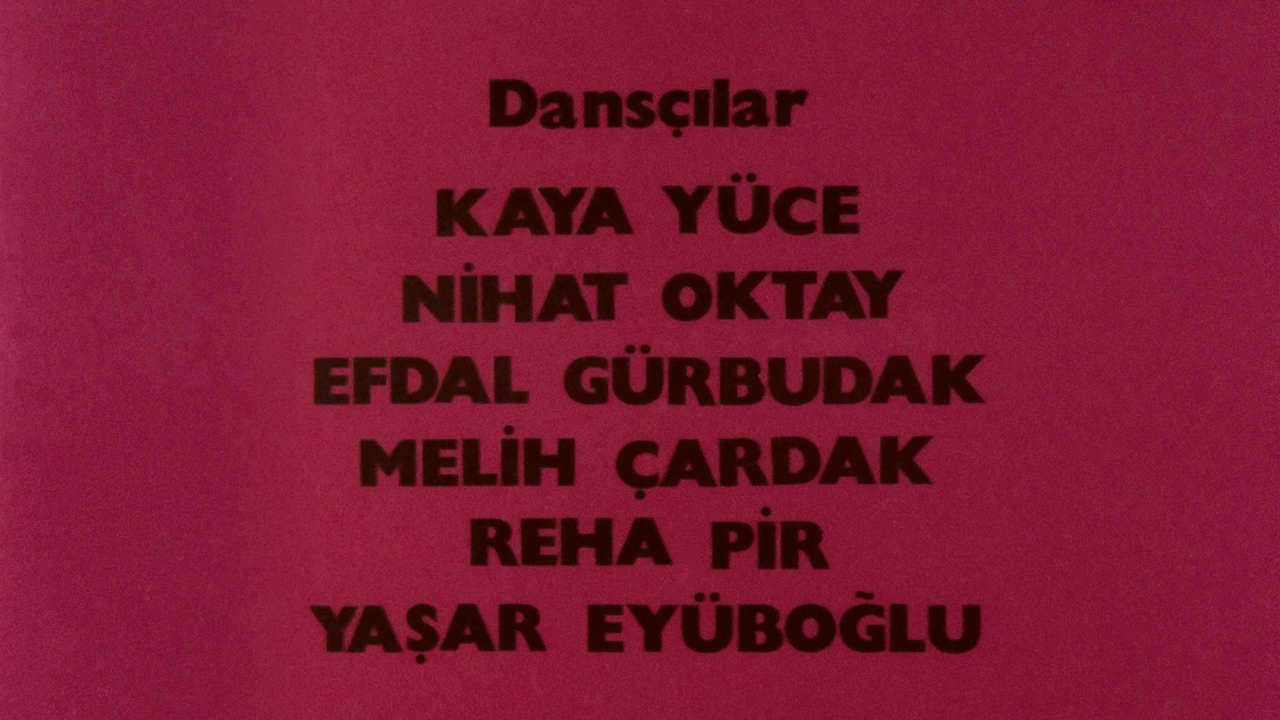 Dansçılar
KAYA YÜCE
NİHAT OKTAY
EFDAL GÜRBUDAK
MELİH ÇARDAK
REHA PİR
YAŞAR EYÜBOĞLU